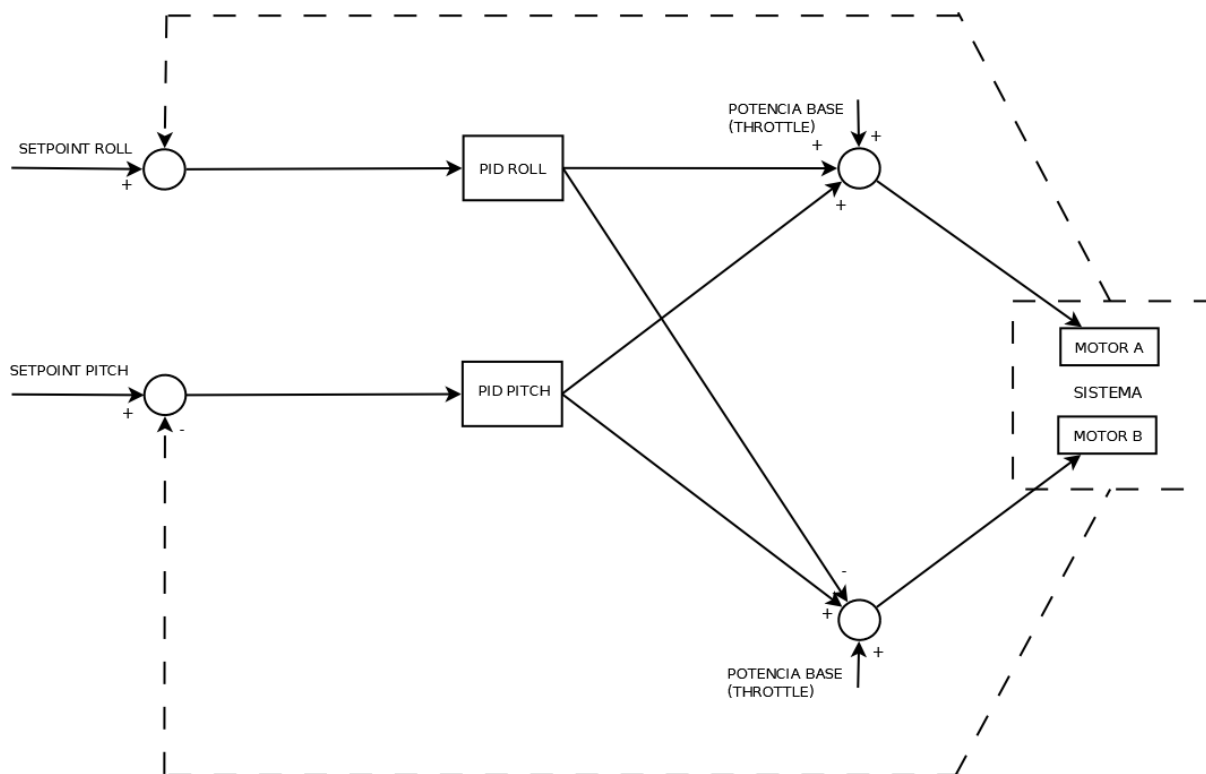 POTENCIA BASE
(THROTTLE)
+
+
SETPOINT ROLL
+
PID ROLL
+
MOTOR A
SETPOINT PITCH
PID PITCH
SISTEMA
+
-
MOTOR B
-
+
+
POTENCIA BASE
(THROTTLE)